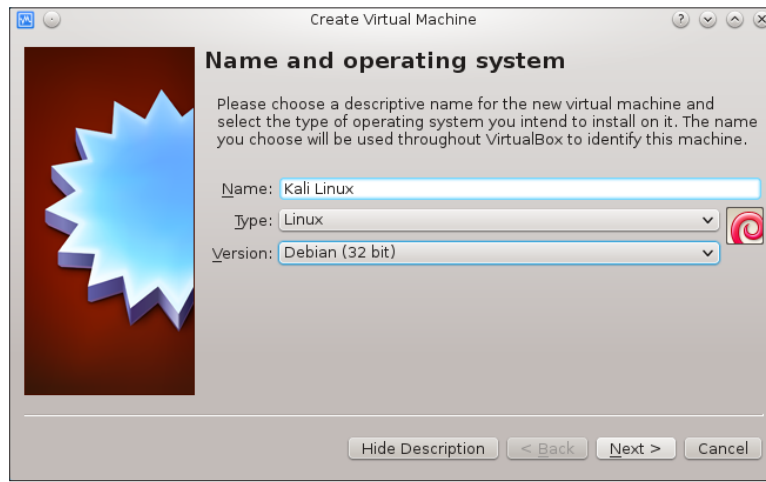 Create Virtual Machine
Name and operating system
Please choose a descriptive name for the new virtual machine and
select the type of operating system you intend to install on it. The name
you choose will be used throughout VirtualBox to identify this machine.
Name: Kali Linux
Type: Linux
Version: Debian (32 bit)
Hide Description < Back Next > Cancel